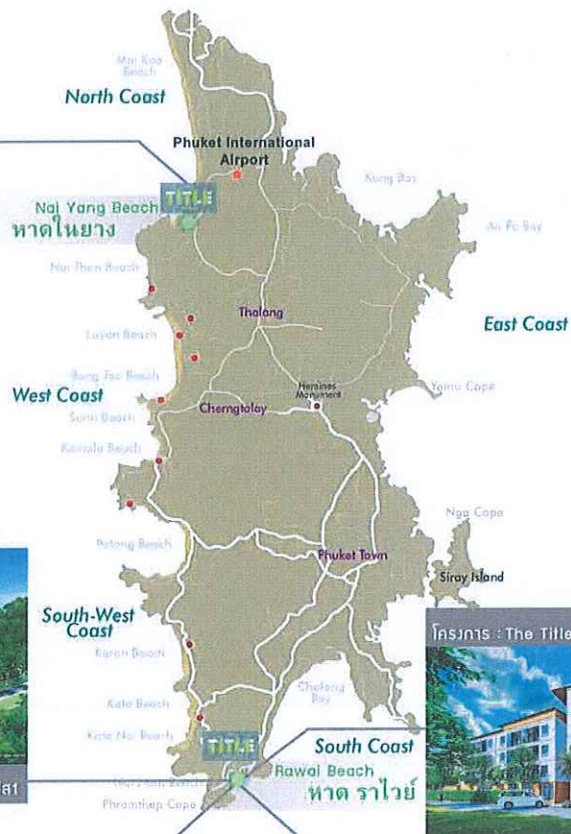 Mai Kao
Beach
North Coast
Phuket International
Airport
TITLE
Nai Yang Beach
หาดในยาง
Kung Bay
Ao Po Bay
Nai Thon Beach
Thalang
East Coast
Layan Beach
Bang Tao Beach
West Coast
Heroines
Monument
Yamu Cape
Cherngtalay
Surin Beach
Kamala Beach
Nga Cape
Patong Beach
Phuket Town
Siray Island
South-West
Coast
โครงการ : The Title
Karon Beach
Chalong
Bay
Kata Beach
Kata Noi Beach
TITLE
South Coast
Rawai Beach
หาด ราไวย์
Phromthep Cape